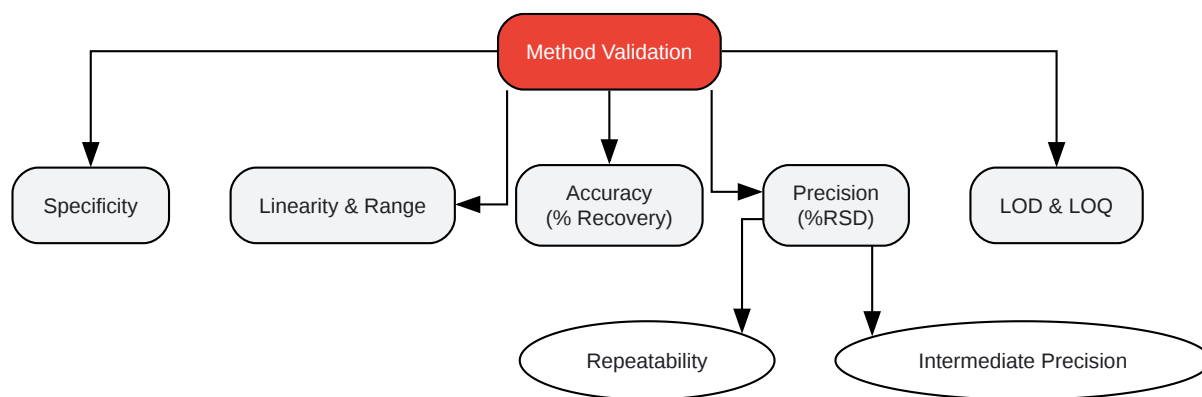 Method Validation
Specificity
Linearity & Range
Accuracy
(% Recovery)
Precision
(%RSD)
LOD & LOQ
Repeatability
Intermediate Precision